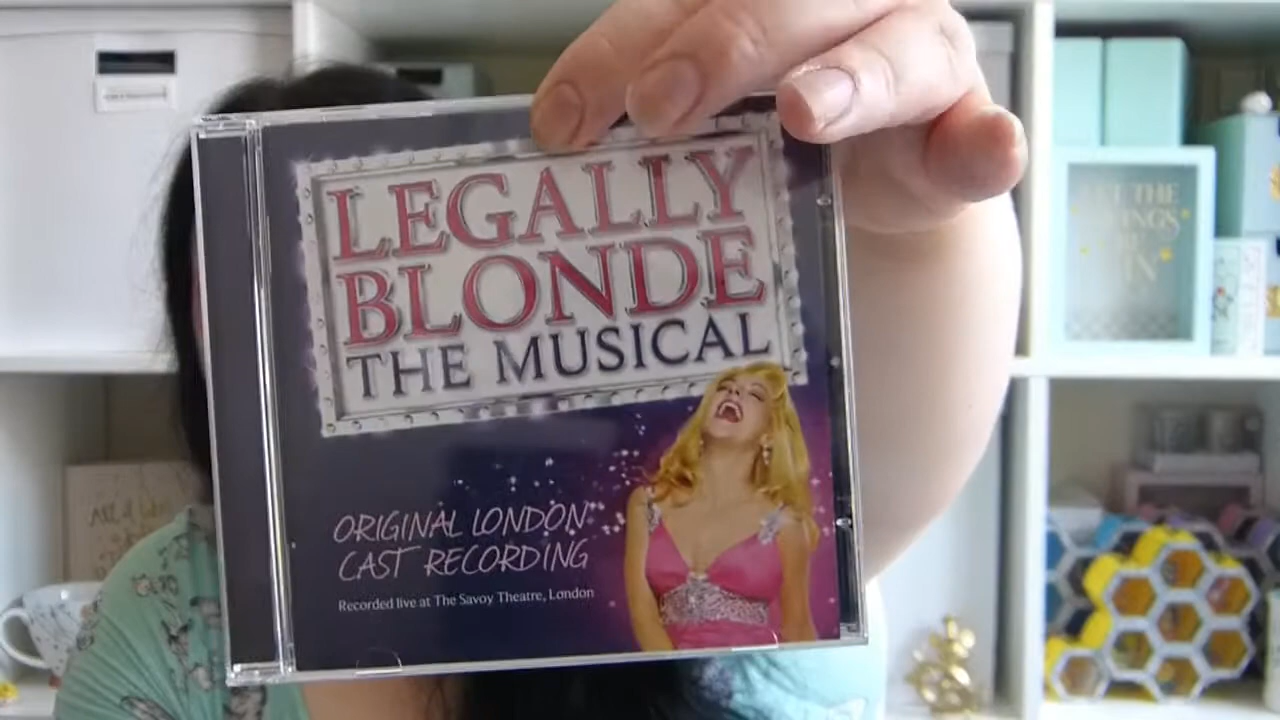 LEGALLY
BLONDE
THE MUSICAL
ORIGINAL LONDON
CAST RECORDING
Recorded live at The Savoy Theatre, London